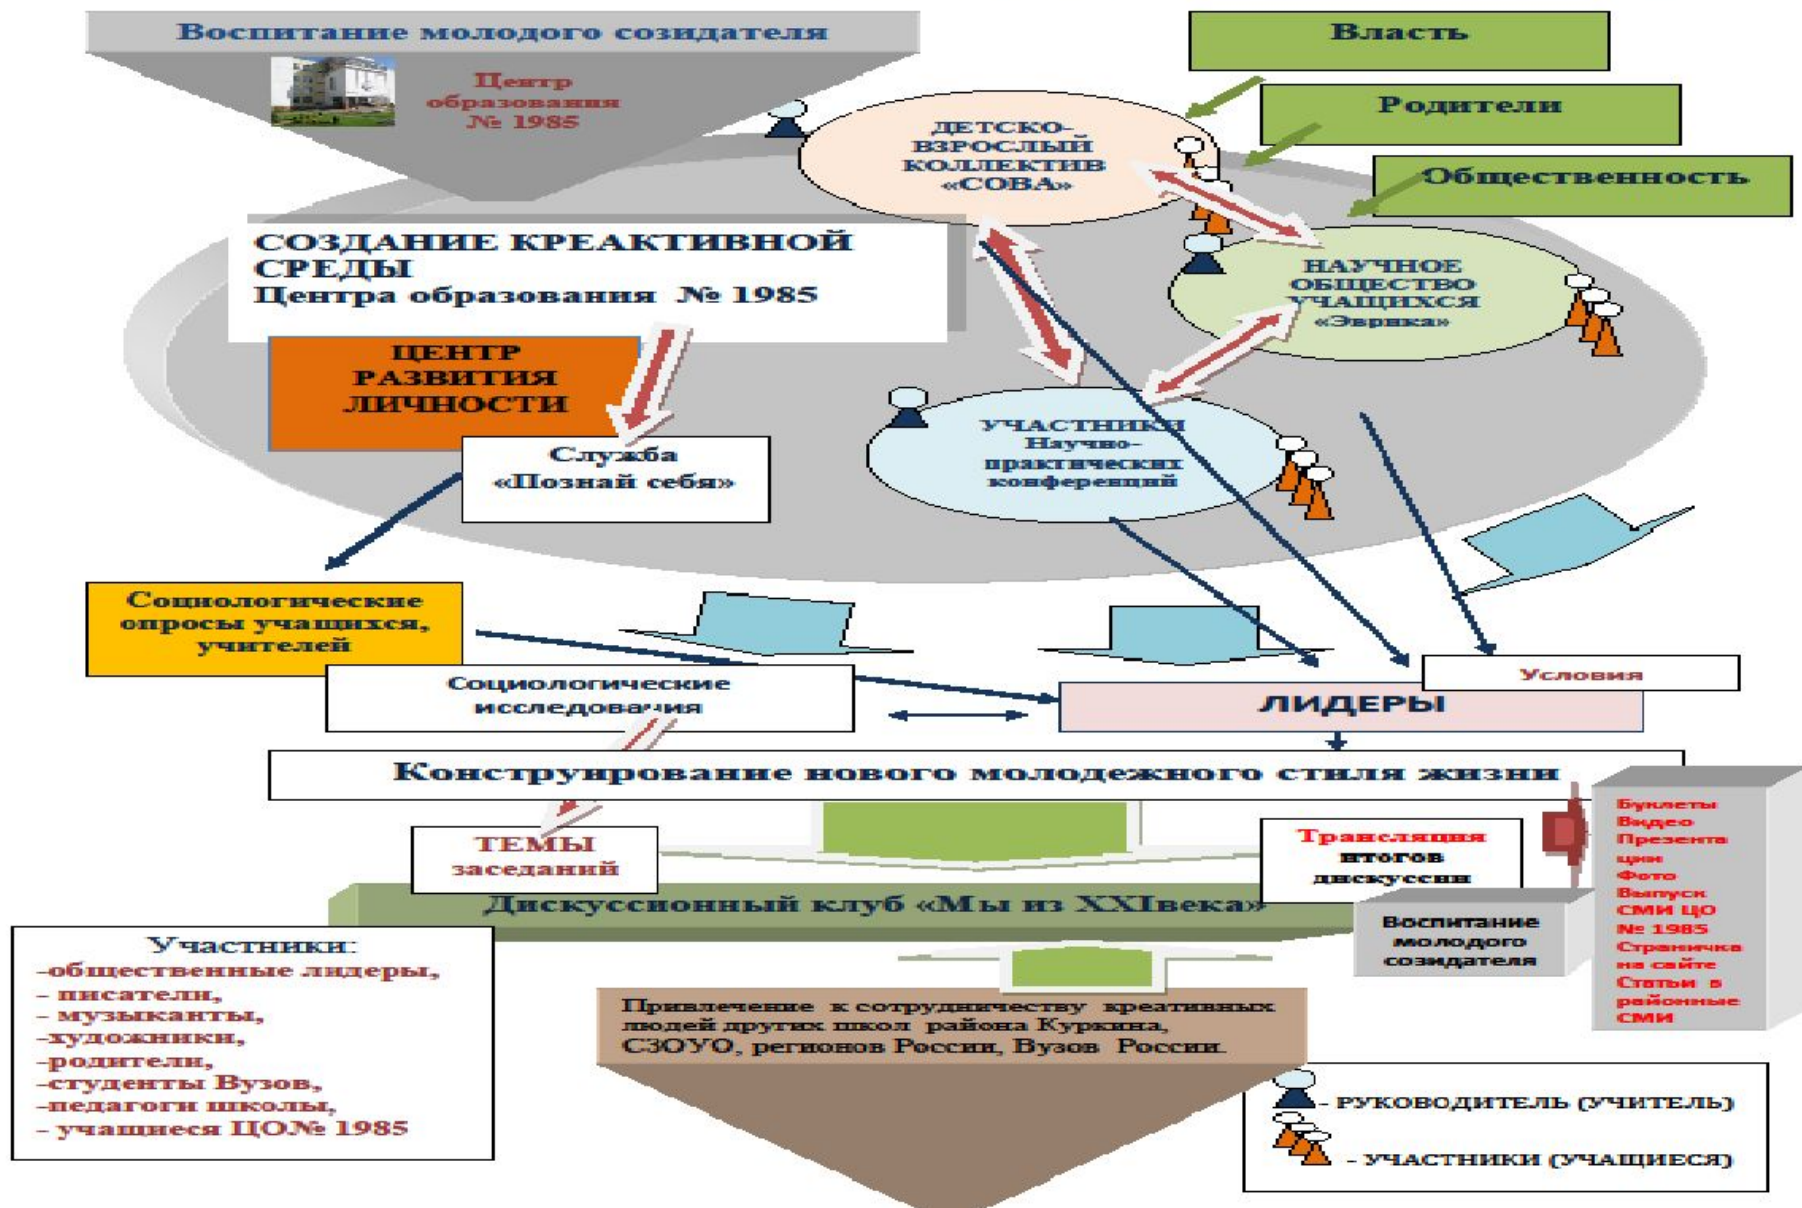 Воспитание молодого созидателя
Центр
образования
№ 1985
Власть
Родители
Общественность
ДЕТСКО-
ВЗРОСЛЫЙ
КОЛЛЕКТИВ
«СОВА»
СОЗДАНИЕ КРЕАКТИВНОЙ
СРЕДЫ
Центра образования № 1985
НАУЧНОЕ
ОБЩЕСТВО
УЧАЩИХСЯ
«Эврика»
ЦЕНТР
РАЗВИТИЯ
ЛИЧНОСТИ
Служба
«Познай себя»
УЧАСТНИКИ
Научно-
практических
конференций
Социологические
опросы учащихся,
учителей
Социологические
исследования
Условия
ЛИДЕРЫ
Конструирование нового молодежного стиля жизни
ТЕМЫ
заседаний
Трансляция
итогов
дискуссии
Буклеты
Видео
Презента
ции
Фото
Выпуск
СМИ ЦО
№ 1985
Страничка
на сайте
Статьи в
районные
СМИ
Дискуссионный клуб «Мы из XXIвека»
Воспитание
молодого
созидателя
Участники:
-общественные лидеры,
- писатели,
- музыканты,
-художники,
-родители,
-студенты Вузов,
-педагоги школы,
- учащиеся ЦО№ 1985
Привлечение к сотрудничеству креативных
людей других школ района Куркина,
СЗОУО, регионов России, Вузов России.
- РУКОВОДИТЕЛЬ (УЧИТЕЛЬ)
- УЧАСТНИКИ (УЧАЩИЕСЯ)